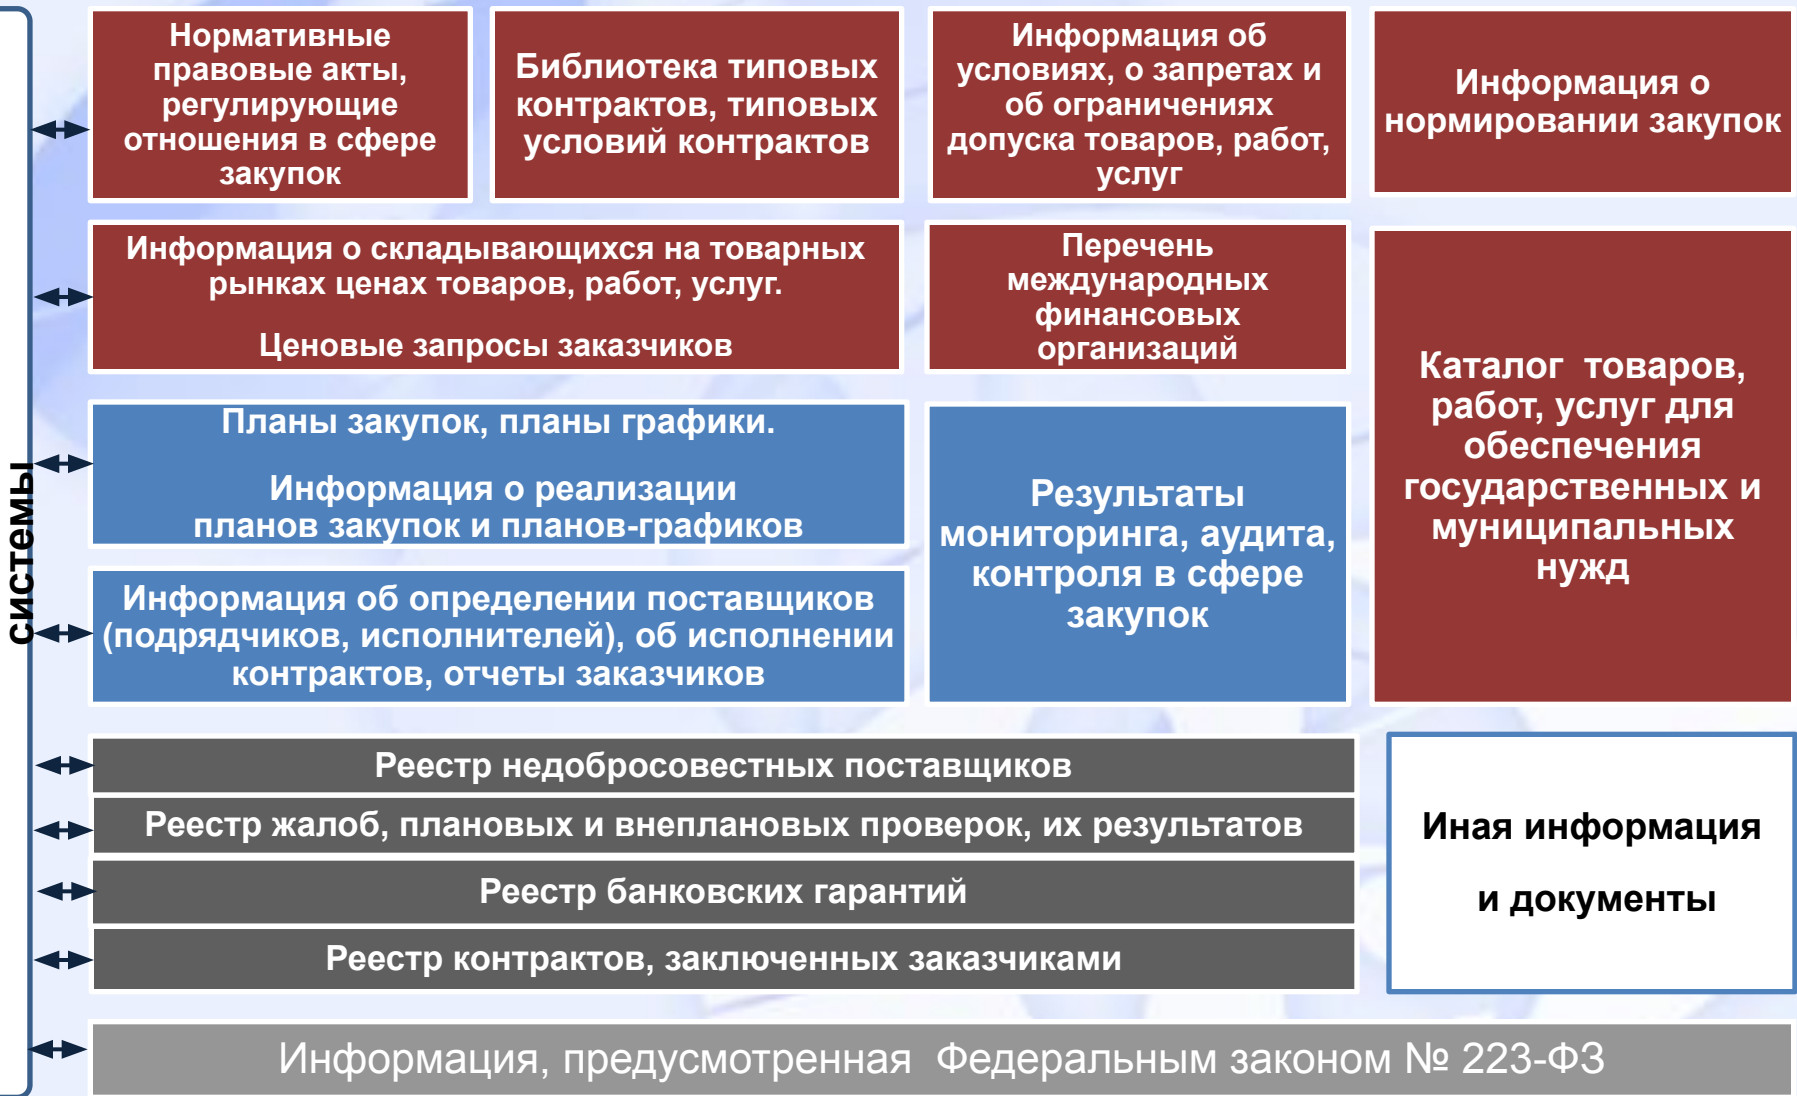 системы
Нормативные
правовые акты,
регулирующие
отношения в сфере
закупок
Библиотека типовых
контрактов, типовых
условий контрактов
Информация об
условиях, о запретах и
об ограничениях
допуска товаров, работ,
услуг
Информация о
нормировании закупок
Информация о складывающихся на товарных
рынках ценах товаров, работ, услуг.
Ценовые запросы заказчиков
Перечень
международных
финансовых
организаций
Каталог товаров,
работ, услуг для
обеспечения
государственных и
муниципальных
нужд
Планы закупок, планы графики.
Информация о реализации
планов закупок и планов-графиков
Результаты
мониторинга, аудита,
контроля в сфере
закупок
Информация об определении поставщиков
(подрядчиков, исполнителей), об исполнении
контрактов, отчеты заказчиков
Реестр недобросовестных поставщиков
Реестр жалоб, плановых и внеплановых проверок, их результатов
Реестр банковских гарантий
Реестр контрактов, заключенных заказчиками
Иная информация
и документы
Информация, предусмотренная Федеральным законом № 223-ФЗ